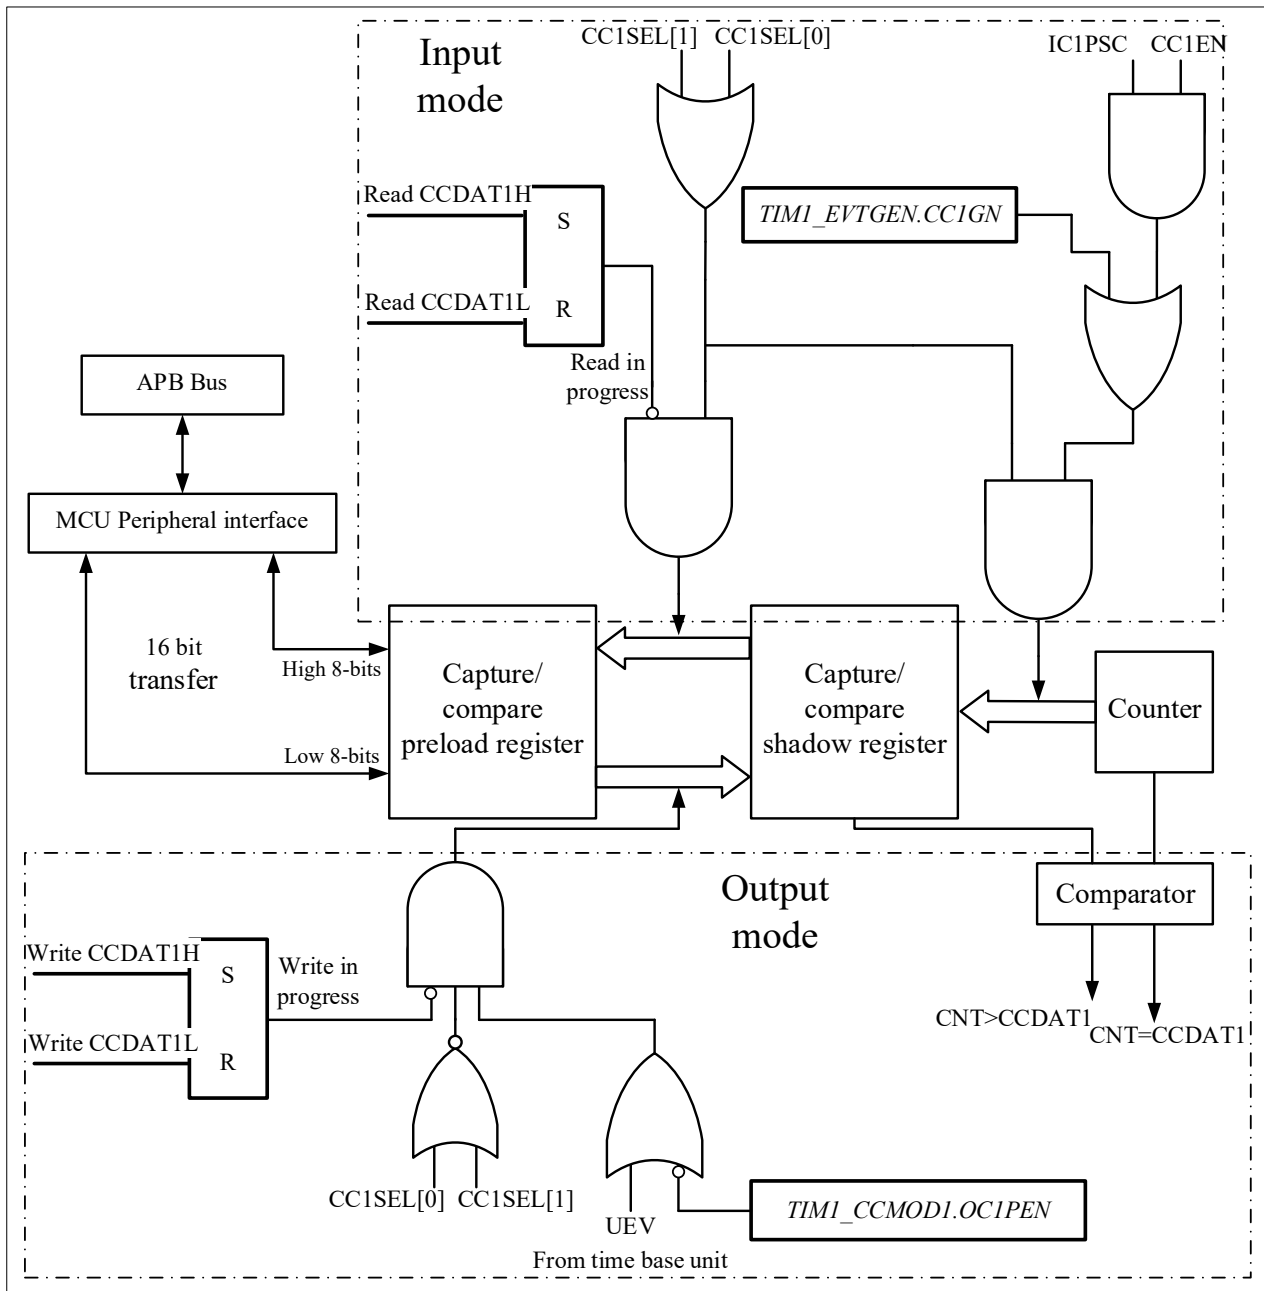 CC1SEL[1] CC1SEL[0]
IC1PSC CC1EN
Input
mode
Read CCDAT1H
S
TIM1_EVTGEN.CC1GN
Read CCDAT1L
R
Read in
progress
APB Bus
MCU Peripheral interface
16 bit
transfer
High 8-bits
Low 8-bits
Capture/
compare
preload register
Capture/
compare
shadow register
Counter
Output
mode
Comparator
Write CCDAT1H
S
Write in
progress
Write CCDAT1L
R
CNT>CCDAT1
CNT=CCDAT1
CC1SEL[0] CC1SEL[1]
UEV
TIM1_CCMOD1.OC1PEN
From time base unit